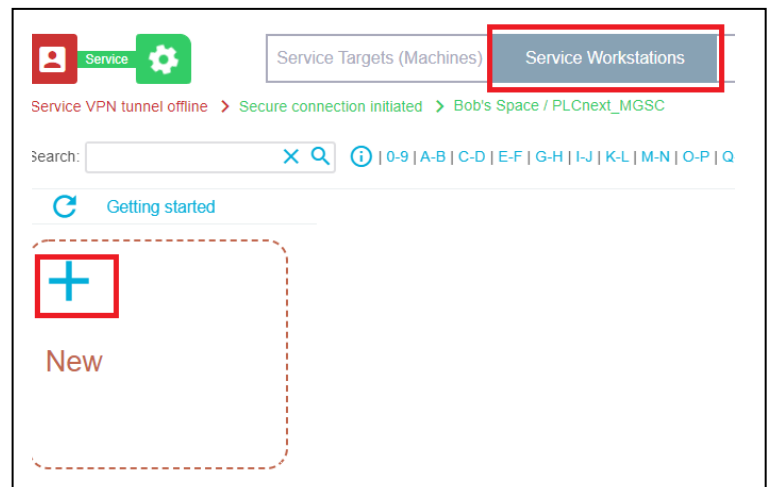 Service
Service Targets (Machines) Service Workstations
Service VPN tunnel offline > Secure connection initiated > Bob's Space / PLCnext_MGSC
Search: | 0-9 | A-B | C-D | E-F | G-H | I-J | K-L | M-N | O-P | Q
Getting started
New